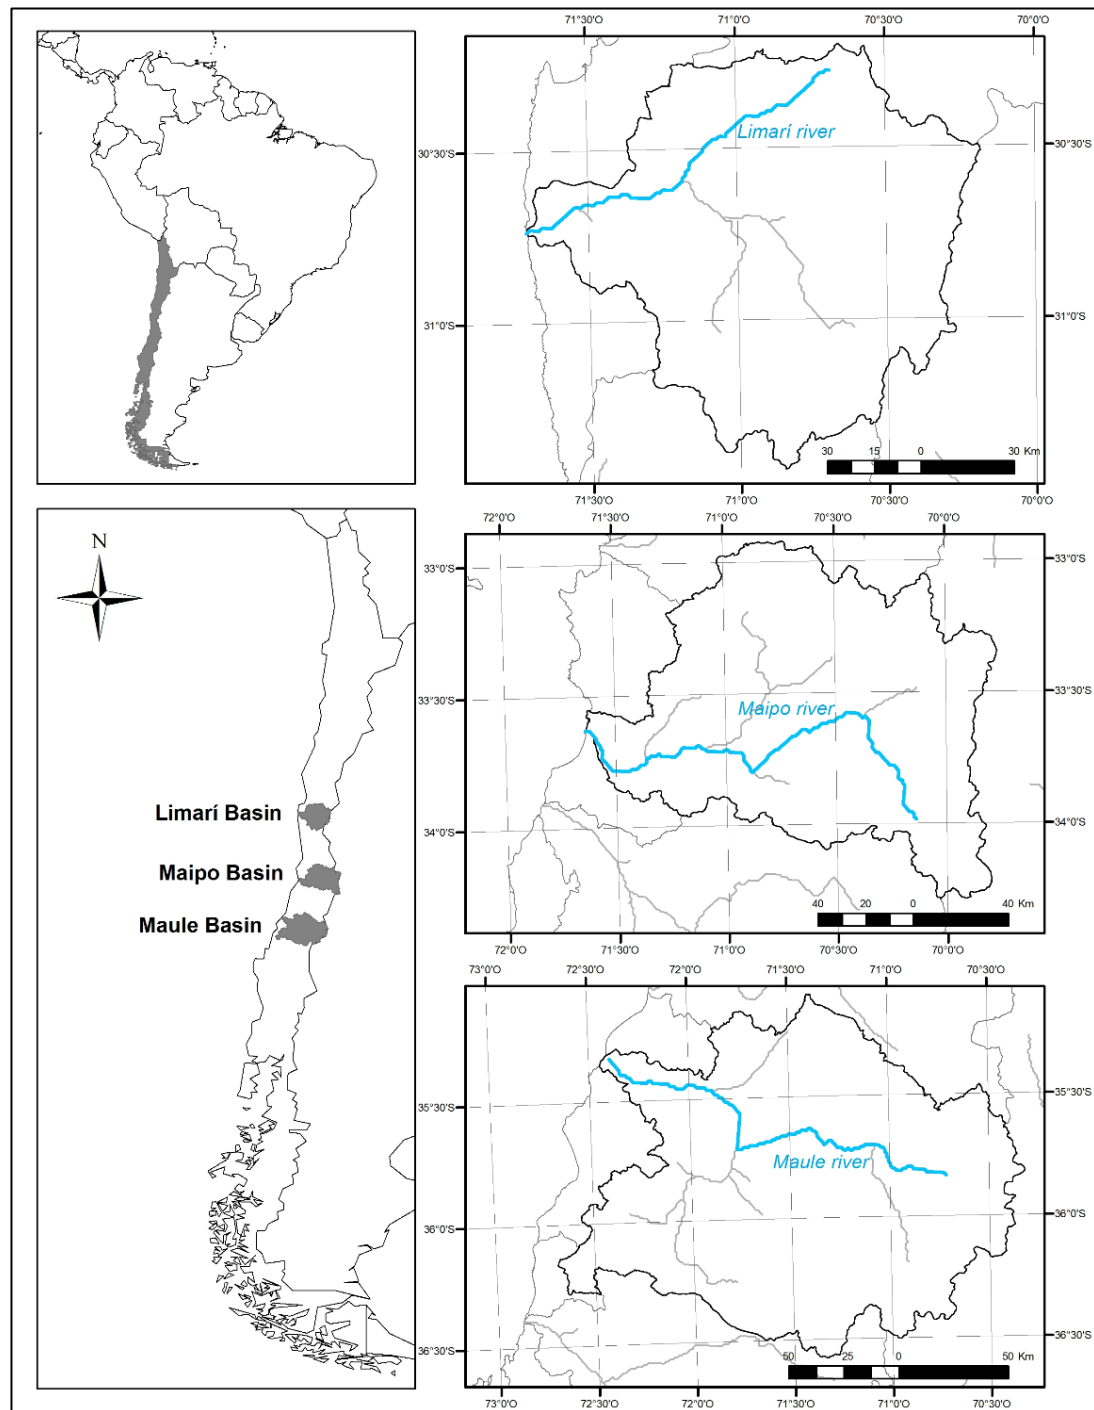 71°30'O 71°0'O 70°30'O 70°0'O
Limarí river
30°30'S 30°30'S
31°0'S 31°0'S
30 15 0 30 Km
71°30'O 71°0'O 70°30'O 70°0'O
72°0'O 71°30'O 71°0'O 70°30'O 70°0'O
N
33°0'S 33°0'S
33°30'S 33°30'S
Maipo river
34°0'S 34°0'S
40 20 0 40 Km
72°0'O 71°30'O 71°0'O 70°30'O 70°0'O
Limarí Basin
Maipo Basin
Maule Basin
73°0'O 72°30'O 72°0'O 71°30'O 71°0'O 70°30'O
35°30'S 35°30'S
Maule river
36°0'S 36°0'S
36°30'S 36°30'S
50 25 0 50 Km
73°0'O 72°30'O 72°0'O 71°30'O 71°0'O 70°30'O